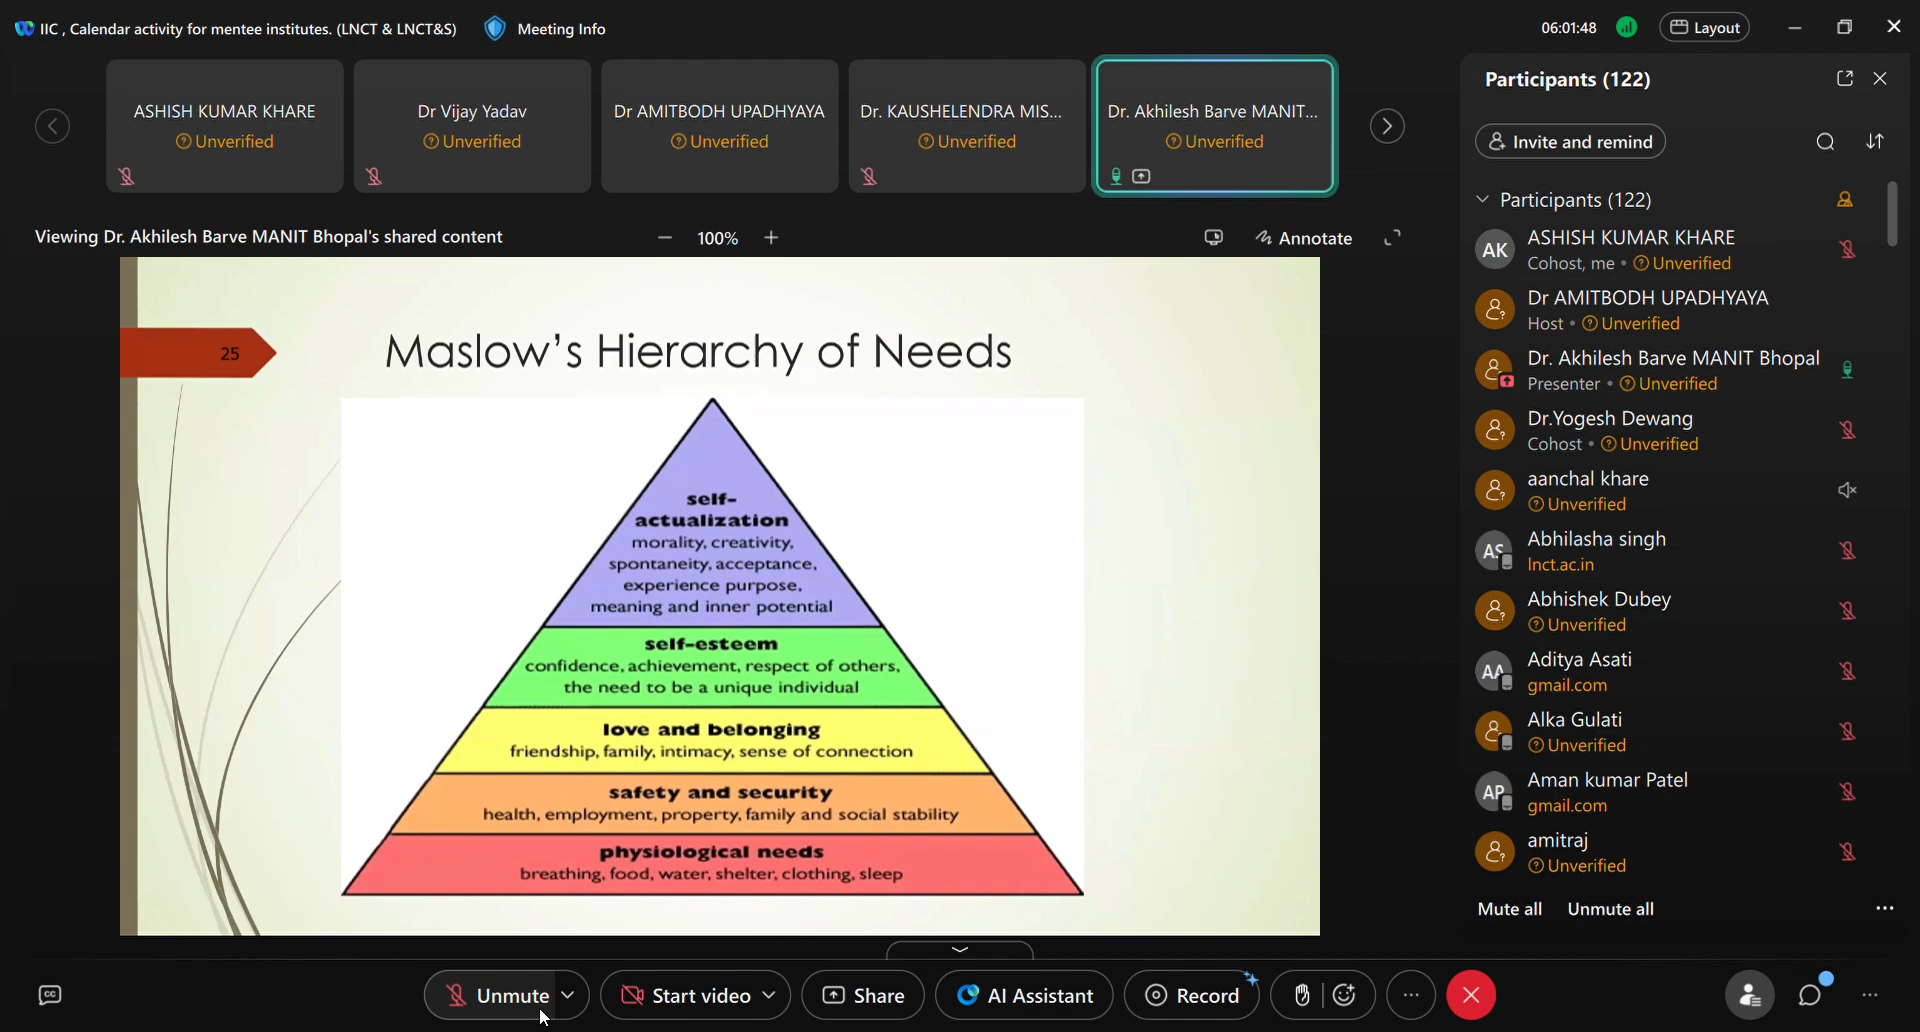 IIC , Calendar activity for mentee institutes. (LNCT & LNCT&S)
Meeting Info
06:01:48
Layout
ASHISH KUMAR KHARE
Unverified
Dr Vijay Yadav
Unverified
Dr AMITBODH UPADHYAYA
Unverified
Dr. KAUSHELENDRA MIS...
Unverified
Dr. Akhilesh Barve MANIT...
Unverified
Viewing Dr. Akhilesh Barve MANIT Bhopal's shared content
100%
Annotate
25
Maslow's Hierarchy of Needs
self-
actualization
morality, creativity,
spontaneity, acceptance,
experience purpose,
meaning and inner potential
self-esteem
confidence, achievement, respect of others,
the need to be a unique individual
love and belonging
friendship, family, intimacy, sense of connection
safety and security
health, employment, property, family and social stability
physiological needs
breathing, food, water, shelter, clothing, sleep
Participants (122)
Invite and remind
Participants (122)
AK
ASHISH KUMAR KHARE
Cohost, me • Unverified
Dr AMITBODH UPADHYAYA
Host • Unverified
Dr. Akhilesh Barve MANIT Bhopal
Presenter • Unverified
Dr.Yogesh Dewang
Cohost • Unverified
aanchal khare
Unverified
AS
Abhilasha singh
lnct.ac.in
Abhishek Dubey
Unverified
AA
Aditya Asati
gmail.com
Alka Gulati
Unverified
AP
Aman kumar Patel
gmail.com
amitraj
Unverified
Mute all
Unmute all
CC
Unmute
Start video
Share
AI Assistant
Record